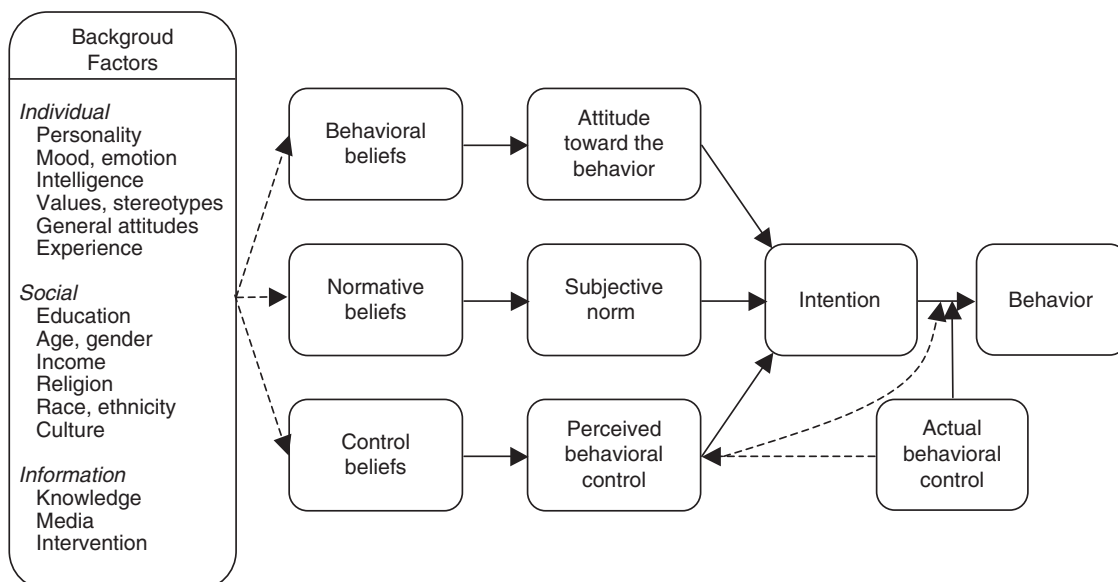 Backgroud
Factors
Individual
Personality
Mood, emotion
Intelligence
Values, stereotypes
General attitudes
Experience
Social
Education
Age, gender
Income
Religion
Race, ethnicity
Culture
Information
Knowledge
Media
Intervention
Behavioral
beliefs
Attitude
toward the
behavior
Normative
beliefs
Subjective
norm
Intention
Behavior
Control
beliefs
Perceived
behavioral
control
Actual
behavioral
control